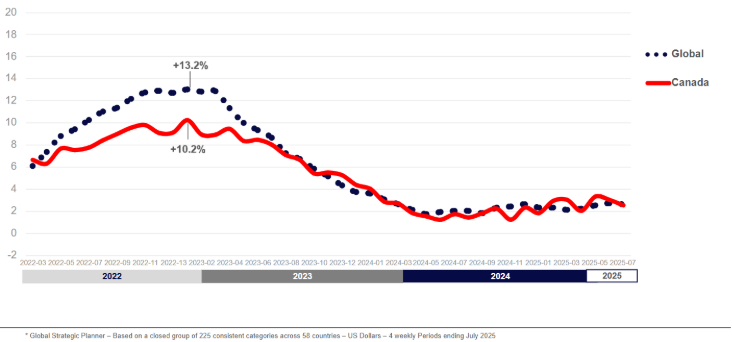 20
18
16
14
12
10
8
6
4
2
0
-2
+13.2%
+10.2%
Global
Canada
2022-03 2022-05 2022-07 2022-09 2022-11 2022-13 2023-02 2023-04 2023-06 2023-08 2023-10 2023-12 2024-01 2024-03 2024-05 2024-07 2024-09 2024-11 2025-01 2025-03 2025-05 2025-07
2022 2023 2024 2025
* Global Strategic Planner – Based on a closed group of 225 consistent categories across 58 countries – US Dollars – 4 weekly Periods ending July 2025